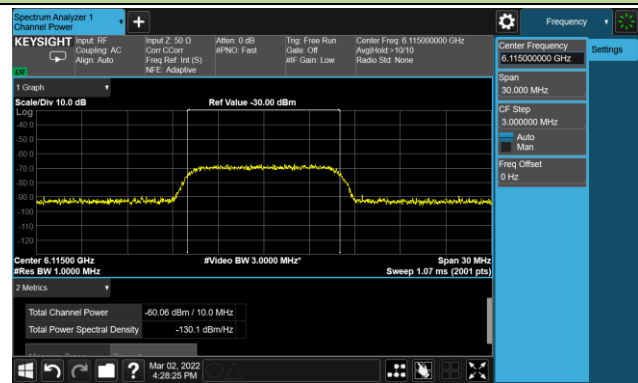 Spectrum Analyzer 1
Channel Power
Frequency
KEYSIGHT
Input: RF
Coupling: AC
Align: Auto
Input Z: 50 Ω
Corr CCorr
Freq Ref: Int (S)
NFE: Adaptive
Atten: 0 dB
#PNO: Fast
Trig: Free Run
Gate: Off
#IF Gain: Low
Center Freq: 6.115000000 GHz
Avg|Hold:>10/10
Radio Std: None
Center Frequency
6.115000000 GHz
Settings
Span
30.000 MHz
CF Step
3.000000 MHz
Auto
Man
Freq Offset
0 Hz
1 Graph
Scale/Div 10.0 dB
Ref Value -30.00 dBm
Log
-40.0
-50.0
-60.0
-70.0
-80.0
-90.0
-100
-110
-120
Center 6.11500 GHz
#Video BW 3.0000 MHz*
Span 30 MHz
#Res BW 1.0000 MHz
Sweep 1.07 ms (2001 pts)
2 Metrics
Total Channel Power -60.06 dBm / 10.0 MHz
Total Power Spectral Density -130.1 dBm/Hz
?
Mar 02, 2022
4:28:25 PM